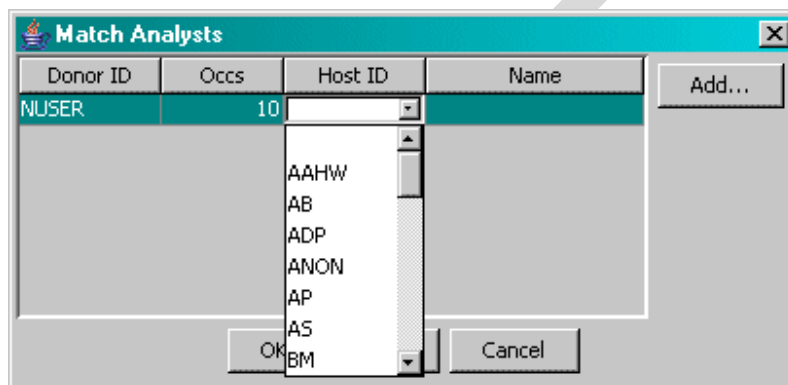 Match Analysts
Donor ID Occs Host ID Name
Add...
NUSER 10
AAHW
AB
ADP
ANON
AP
AS
BM
OK Cancel